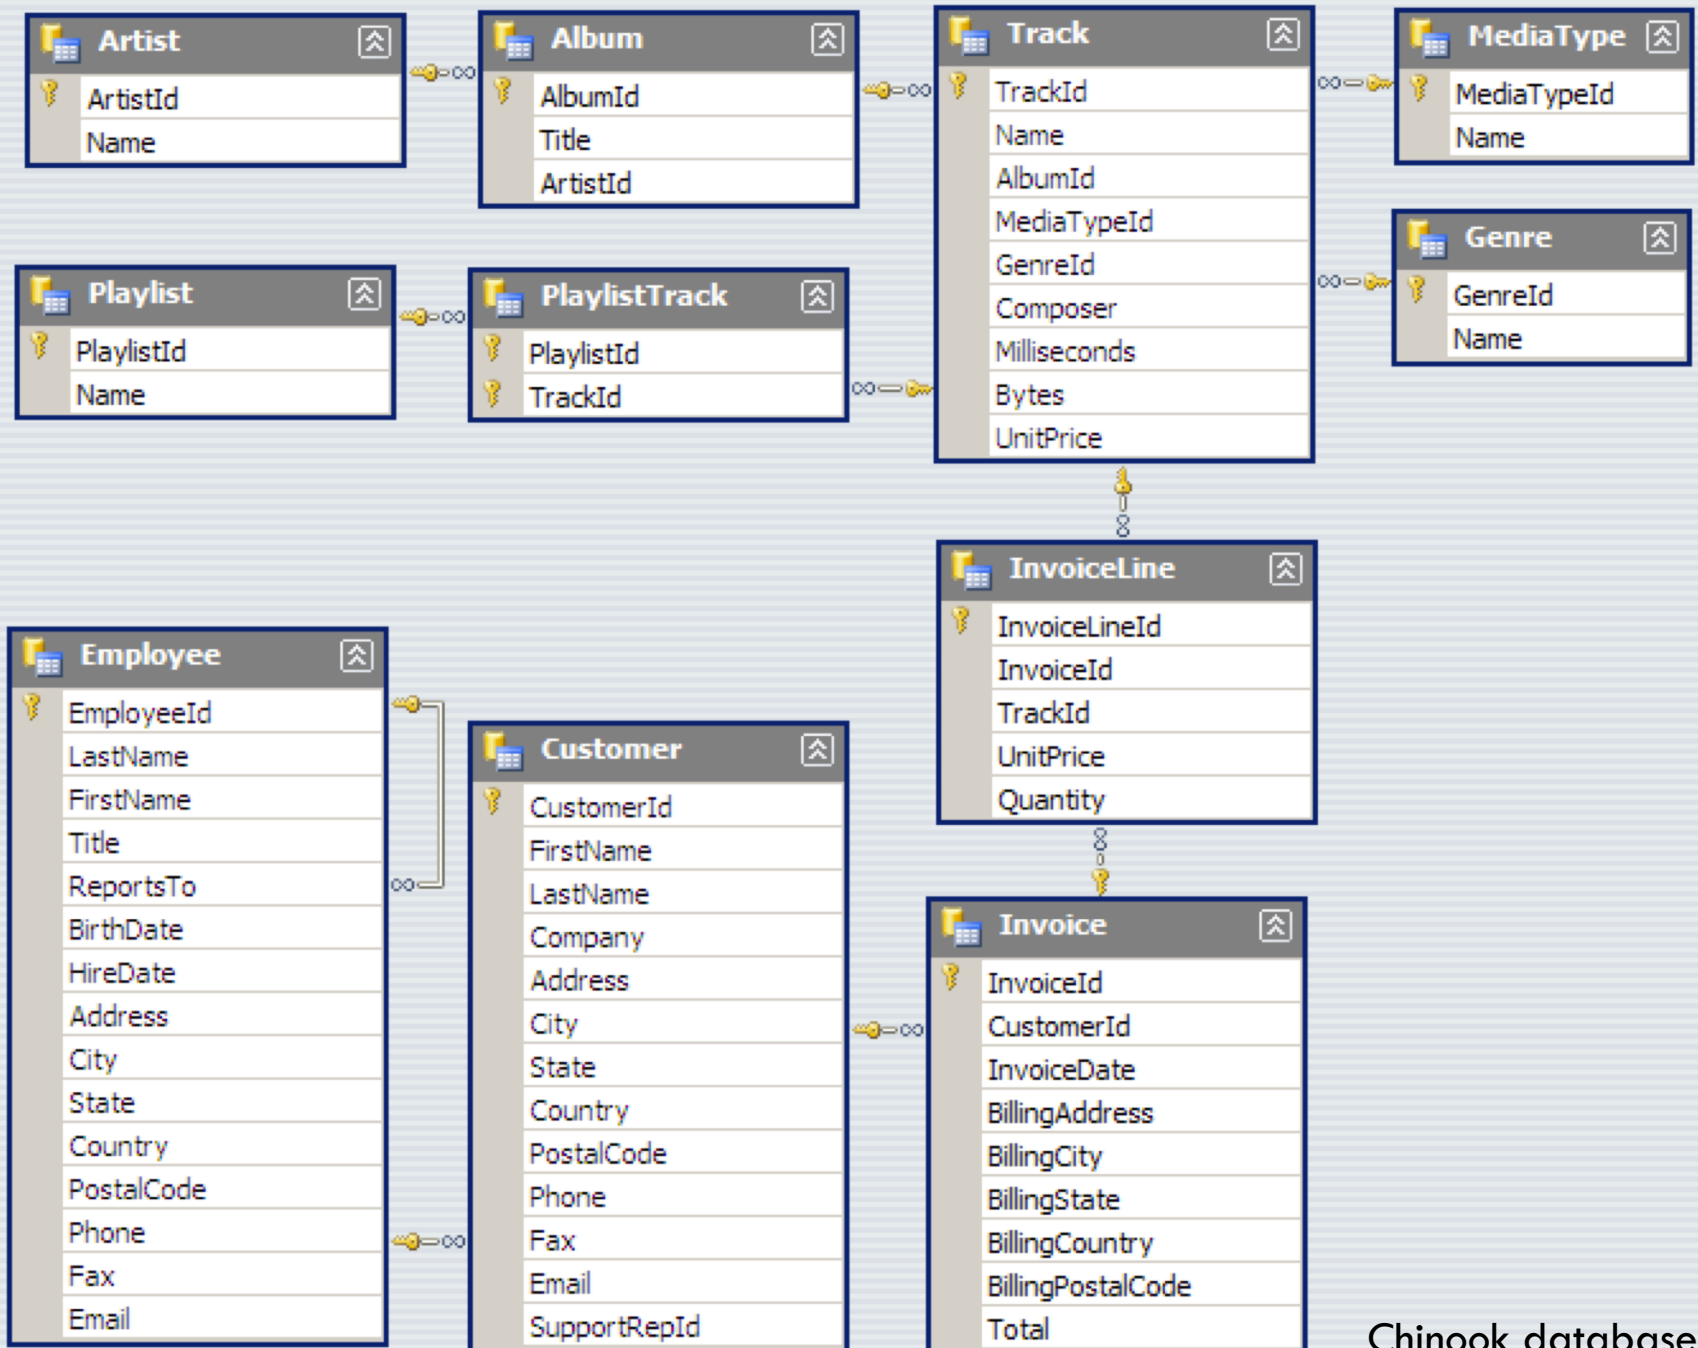 Artist
ArtistId
Name
Album
AlbumId
Title
ArtistId
Track
TrackId
Name
AlbumId
MediaTypeId
GenreId
Composer
Milliseconds
Bytes
UnitPrice
MediaType
MediaTypeId
Name
Genre
GenreId
Name
Playlist
PlaylistId
Name
PlaylistTrack
PlaylistId
TrackId
InvoiceLine
InvoiceLineId
InvoiceId
TrackId
UnitPrice
Quantity
Employee
EmployeeId
LastName
FirstName
Title
ReportsTo
BirthDate
HireDate
Address
City
State
Country
PostalCode
Phone
Fax
Email
Customer
CustomerId
FirstName
LastName
Company
Address
City
State
Country
PostalCode
Phone
Fax
Email
SupportRepId
Invoice
InvoiceId
CustomerId
InvoiceDate
BillingAddress
BillingCity
BillingState
BillingCountry
BillingPostalCode
Total
Chinook database